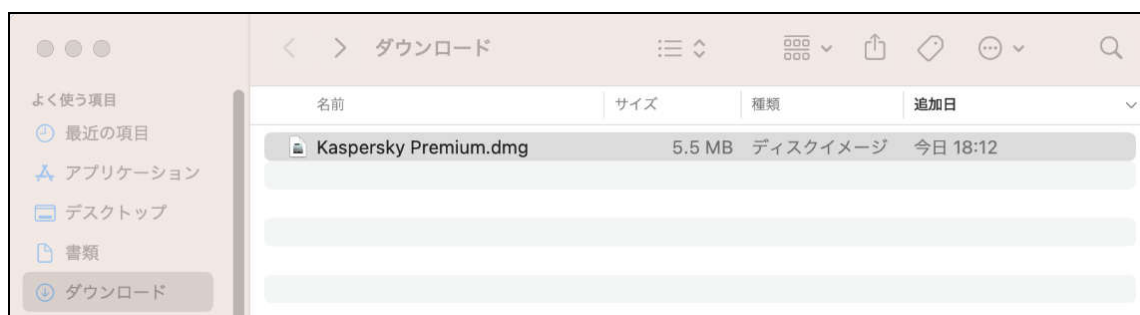 ダウンロード
よく使う項目
最近の項目
アプリケーション
デスクトップ
書類
ダウンロード
名前 サイズ 種類 追加日
Kaspersky Premium.dmg 5.5 MB ディスクイメージ 今日 18:12